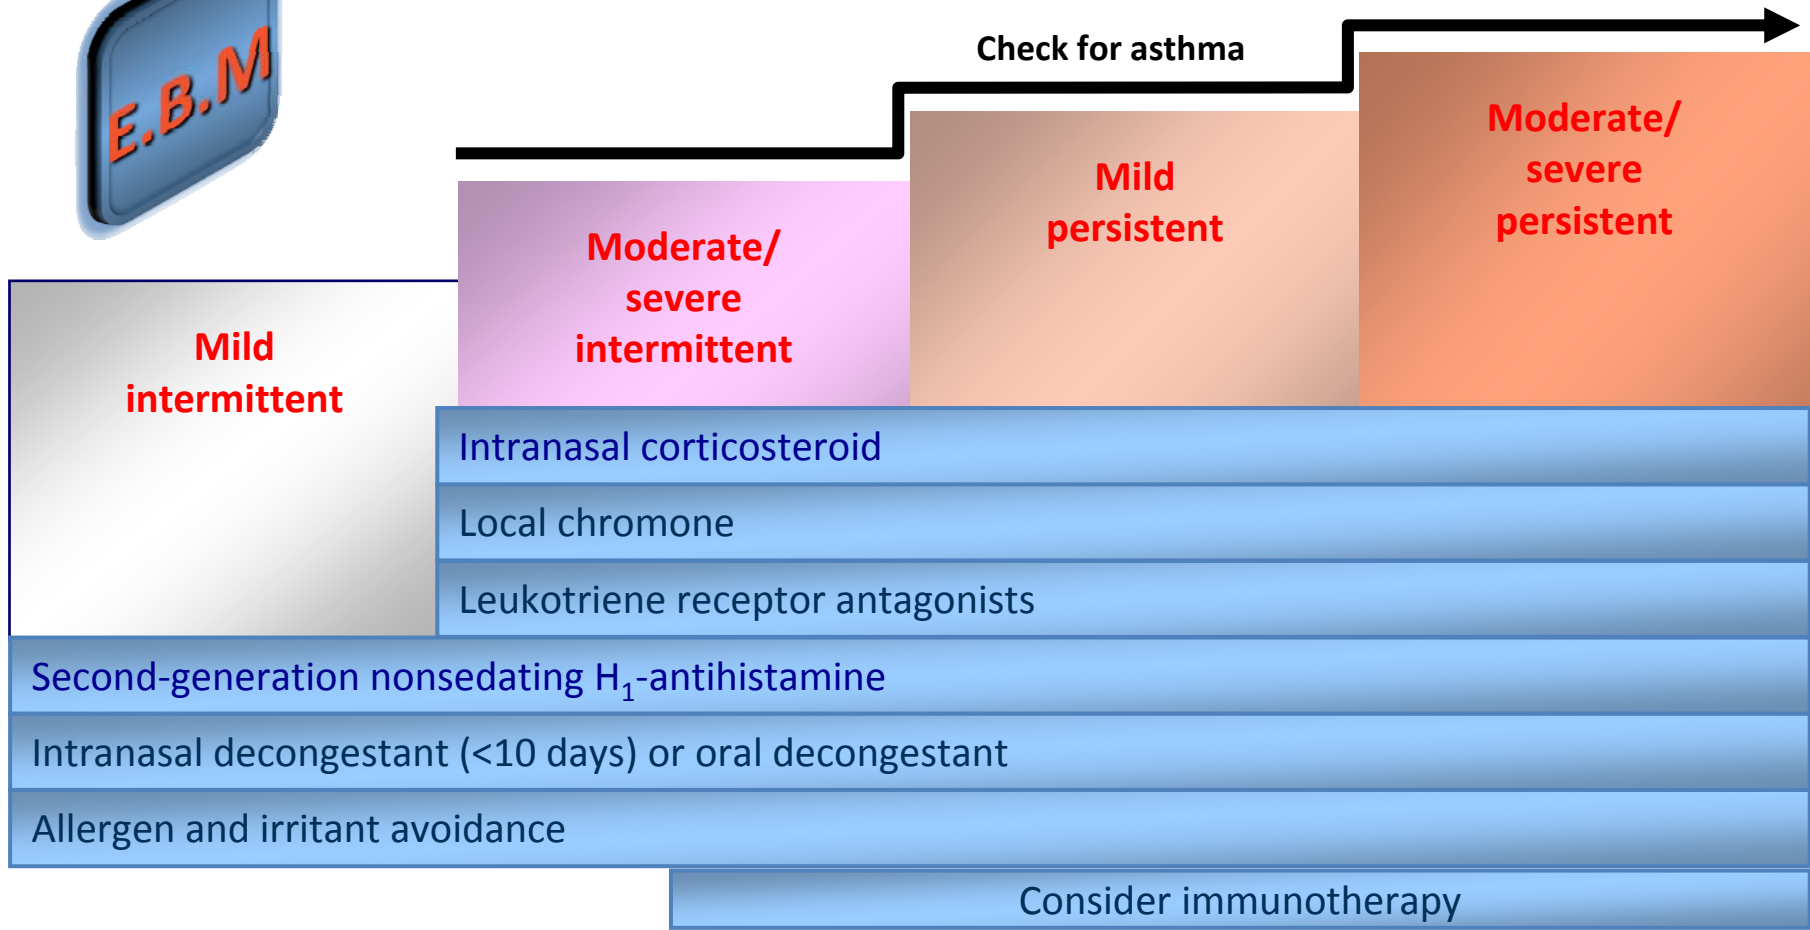 E.B.M
Check for asthma
Mild
intermittent
Moderate/
severe
intermittent
Mild
persistent
Moderate/
severe
persistent
Intranasal corticosteroid
Local chromone
Leukotriene receptor antagonists
Second-generation nonsedating H₁-antihistamine
Intranasal decongestant (<10 days) or oral decongestant
Allergen and irritant avoidance
Consider immunotherapy